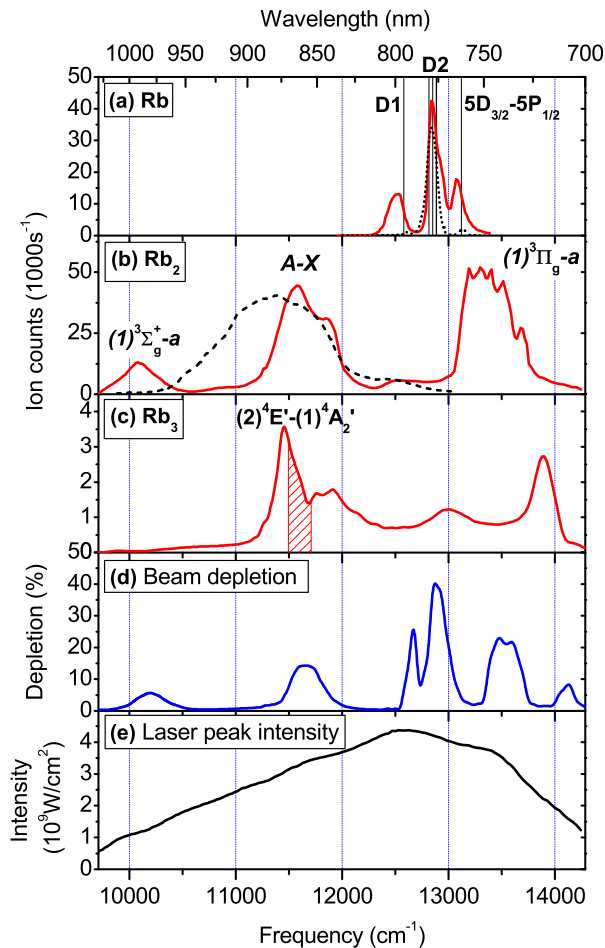 Wavelength (nm)
1000 950 900 850 800 750 700
D2
50
(a) Rb
D1
5D3/2-5P1/2
40
30
20
10
0
(b) Rb2
A-X
(1)³Πg-a
50
(1)³Σg⁺-a
25
0
Ion counts (1000s⁻¹)
(c) Rb3
(2)⁴E'-(1)⁴A2'
4
3
2
1
50
(d) Beam depletion
40
30
20
10
0
Depletion (%)
(e) Laser peak intensity
4
3
2
1
0
Intensity
(10⁹W/cm²)
10000 11000 12000 13000 14000
Frequency (cm⁻¹)